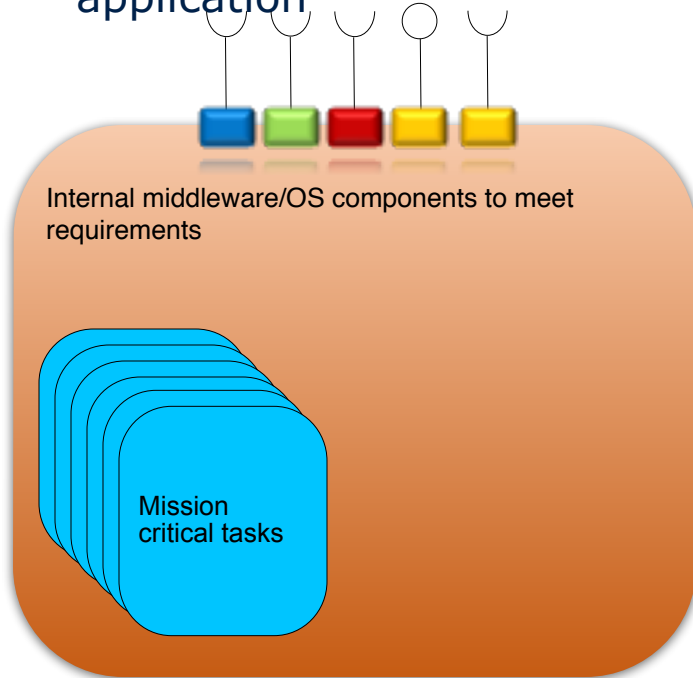 application
Internal middleware/OS components to meet
requirements
Mission
critical tasks